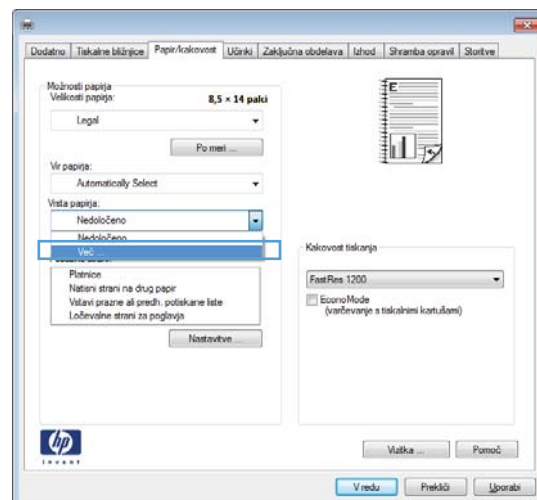 Dodatno Tiskalne bližnjice Papir/kakovost Učinki Zaključna obdelava Izhod Shramba opravil Storitve
Možnosti papirja
Velikosti papirja: 8,5 × 14 palci
Legal
Po meri ...
Vir papirja:
Automatically Select
Vrsta papirja:
Nedoločeno
Nedoločeno
Več ...
Platnice
Natisni strani na drug papir
Vstavi prazne ali predh. potiskane liste
Ločevalne strani za poglavja
Nastavitve ...
E
Kakovost tiskanja
FastRes 1200
EconoMode
(varčevanje s tiskalnimi kartušami)
hp
invent
Vizitka ... Pomoč
V redu Prekliči Uporabi